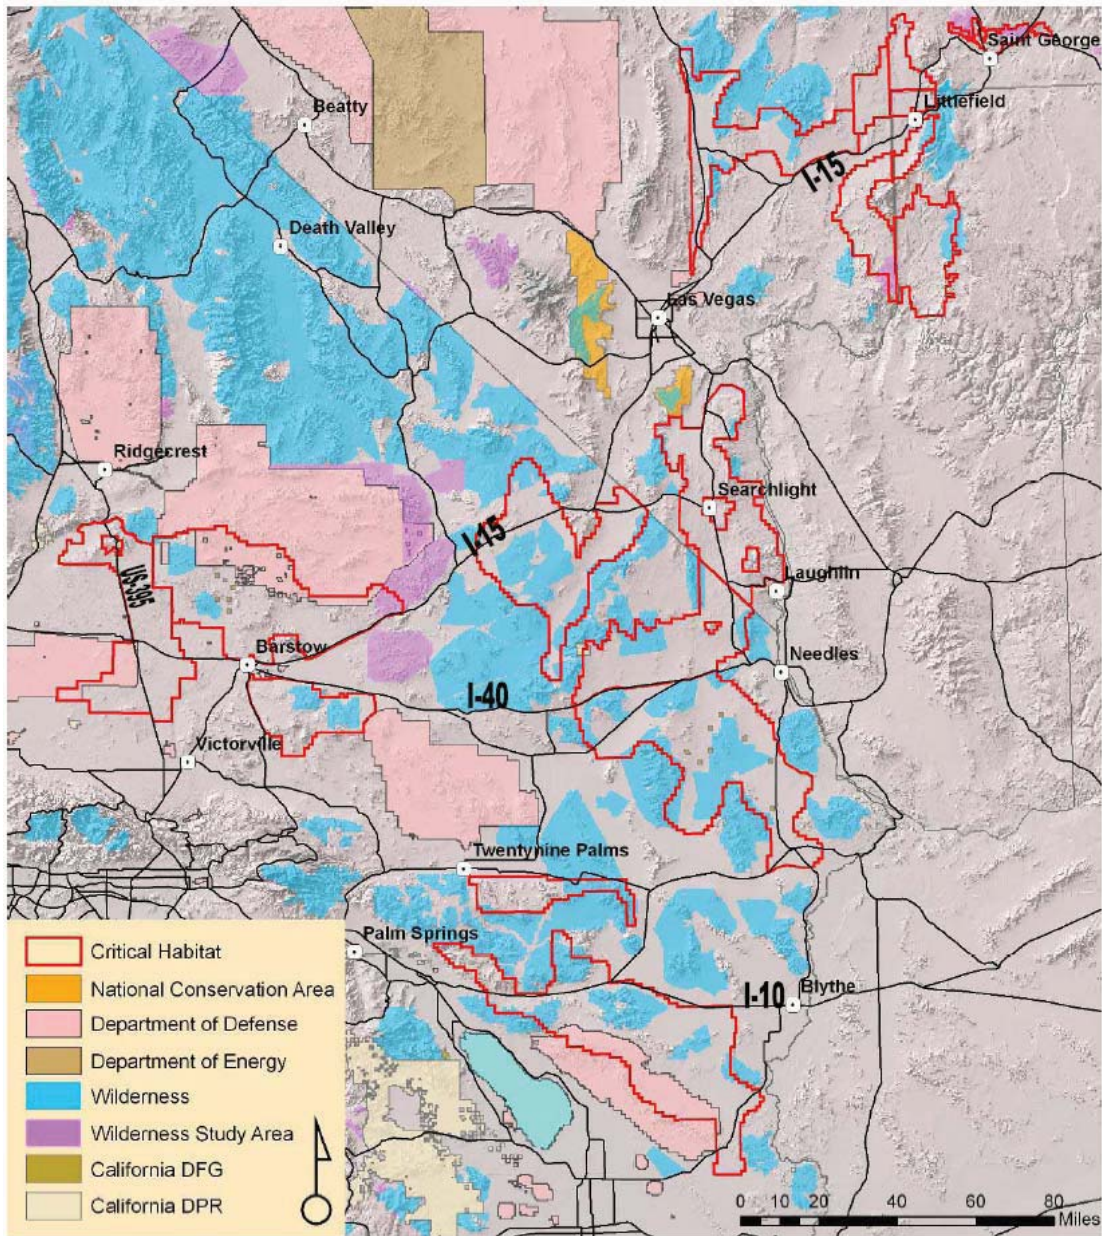 Saint George
Beatty
Littlefield
I-15
Death Valley
Las Vegas
Ridgecrest
Searchlight
I-15
US-395
Laughlin
Barstow
Needles
I-40
Victorville
Twentynine Palms
Palm Springs
I-10
Blythe
Critical Habitat
National Conservation Area
Department of Defense
Department of Energy
Wilderness
Wilderness Study Area
California DFG
California DPR
0 10 20 40 60 80
Miles